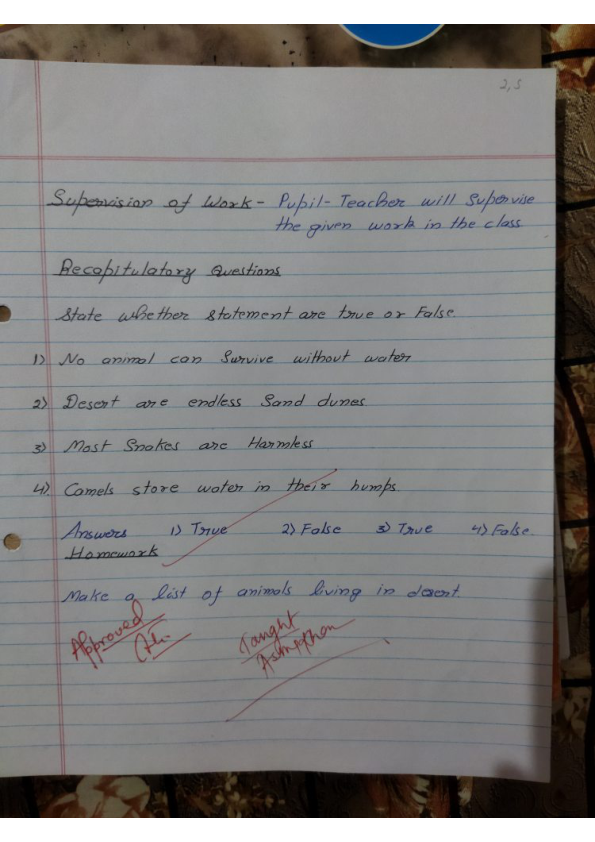 2,5
Supervision of Work - Pupil-Teacher will Supervise
the given work in the class
Recapitulatory Questions
State whether statement are true or False.
1) No animal can Survive without water
2) Desert are endless Sand dunes
3) Most Snakes are Harmless
4) Camels store water in their humps.
Answers 1) True 2) False 3) True 4) False.
Homework
Make a list of animals living in desert.
Approved
Taught